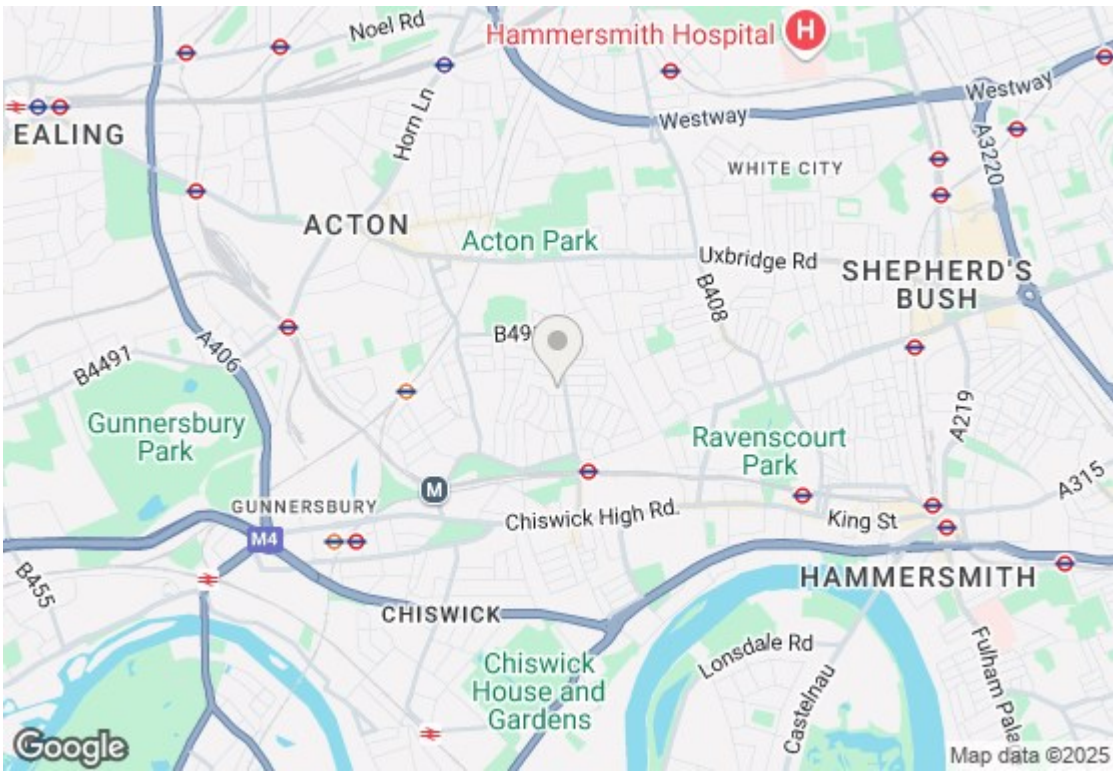 Noel Rd
Hammersmith Hospital
H
Westway
Westway
EALING
Horn Ln
A3220
WHITE CITY
ACTON
Acton Park
Uxbridge Rd
SHEPHERD'S
BUSH
B408
A406
B4491
A219
Gunnersbury
Park
Ravenscourt
Park
A315
M
GUNNERSBURY
Chiswick High Rd.
King St
M4
B455
HAMMERSMITH
CHISWICK
Lonsdale Rd
Fulham Pala
Chiswick
House and
Gardens
Castelnau
Google
Map data ©2025